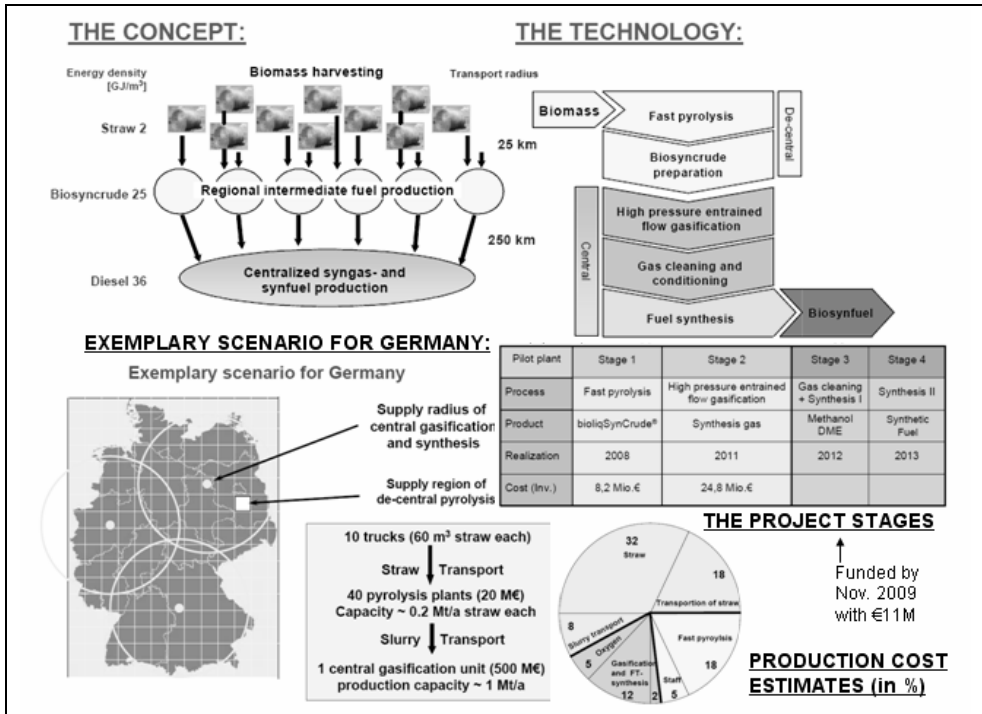 THE CONCEPT:
Energy density
[GJ/m³]
Biomass harvesting
Transport radius
Straw 2
25 km
Biosyncrude 25
Regional intermediate fuel production
250 km
Diesel 36
Centralized syngas- and
synfuel production
THE TECHNOLOGY:
Biomass
Fast pyrolysis
Biosyncrude
preparation
De-central
High pressure entrained
flow gasification
Gas cleaning and
conditioning
Central
Fuel synthesis
Biosynfuel
EXEMPLARY SCENARIO FOR GERMANY:
Exemplary scenario for Germany
Supply radius of
central gasification
and synthesis
Supply region of
de-central pyrolysis
10 trucks (60 m³ straw each)
Straw Transport
40 pyrolysis plants (20 M€)
Capacity ~ 0.2 Mt/a straw each
Slurry Transport
1 central gasification unit (500 M€)
production capacity ~ 1 Mt/a
Pilot plant Stage 1 Stage 2 Stage 3 Stage 4
Process Fast pyrolysis High pressure entrained flow gasification Gas cleaning + Synthesis I Synthesis II
Product bioliqSynCrude® Synthesis gas Methanol DME Synthetic Fuel
Realization 2008 2011 2012 2013
Cost (Inv.) 8,2 Mio.€ 24,8 Mio.€
THE PROJECT STAGES
Funded by
Nov. 2009
with €11M
32
Straw
18
Transportion of straw
8
Slurry transport
5
Oxygen
Fast pyroylsis
18
Gasification
and FT-
synthesis
12
2
Staff
5
PRODUCTION COST
ESTIMATES (in %)